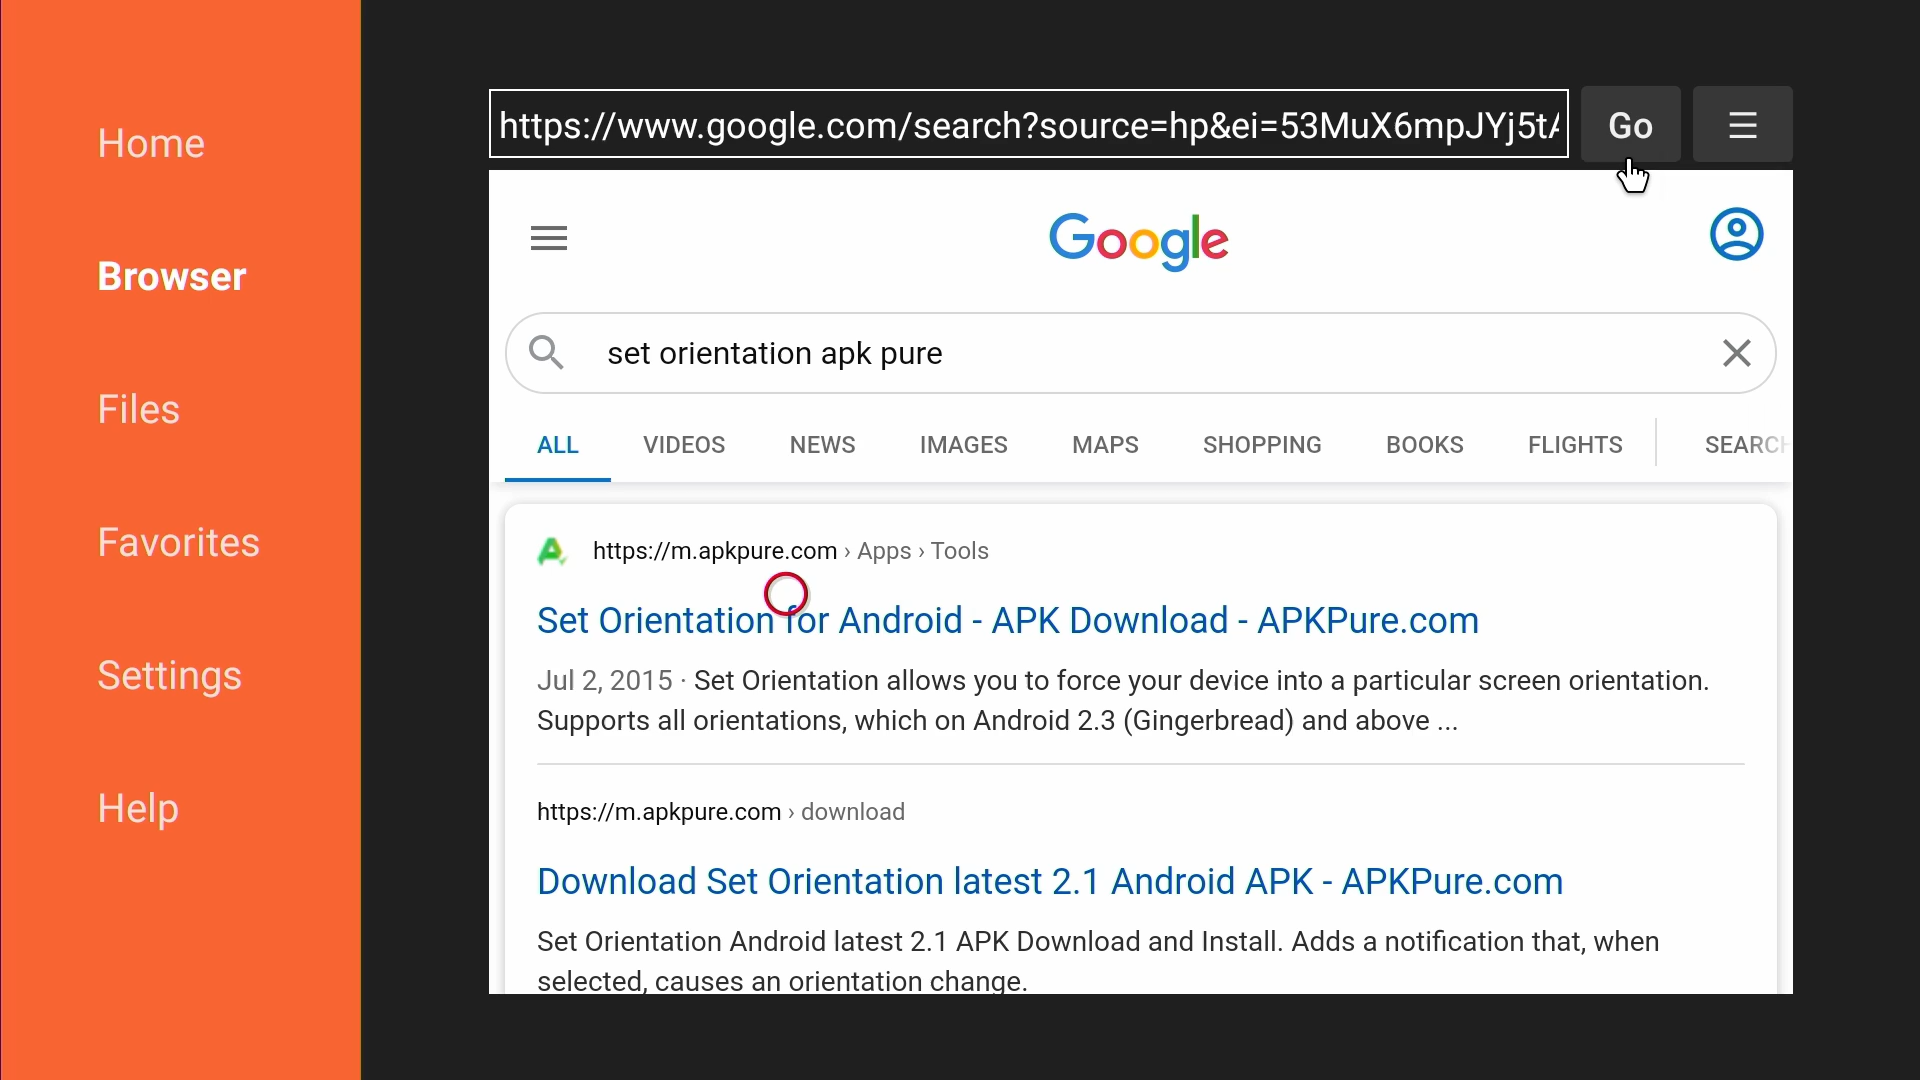 Home
Browser
Files
Favorites
Settings
Help
https://www.google.com/search?source=hp&ei=53MuX6mpJYj5t
Go
Google
set orientation apk pure
ALL VIDEOS NEWS IMAGES MAPS SHOPPING BOOKS FLIGHTS SEARCH
https://m.apkpure.com › Apps › Tools
Set Orientation for Android - APK Download - APKPure.com
Jul 2, 2015 · Set Orientation allows you to force your device into a particular screen orientation.
Supports all orientations, which on Android 2.3 (Gingerbread) and above ...
https://m.apkpure.com › download
Download Set Orientation latest 2.1 Android APK - APKPure.com
Set Orientation Android latest 2.1 APK Download and Install. Adds a notification that, when
selected, causes an orientation change.